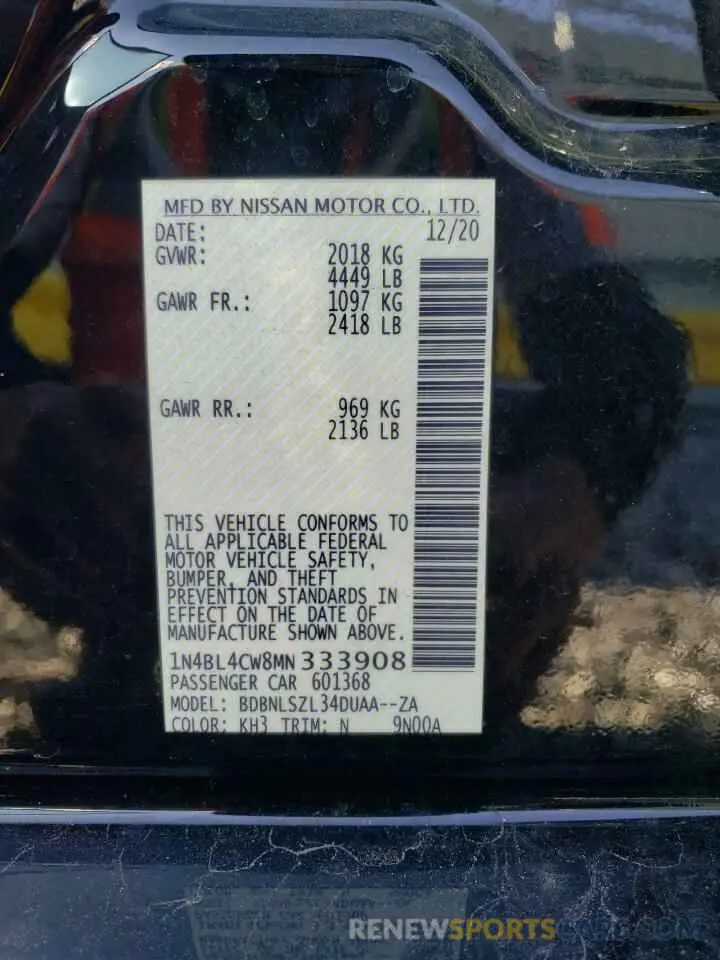 MFD BY NISSAN MOTOR CO., LTD.
DATE: 12/20
GVWR: 2018 KG
4449 LB
GAWR FR.: 1097 KG
2418 LB
GAWR RR.: 969 KG
2136 LB
THIS VEHICLE CONFORMS TO
ALL APPLICABLE FEDERAL
MOTOR VEHICLE SAFETY,
BUMPER, AND THEFT
PREVENTION STANDARDS IN
EFFECT ON THE DATE OF
MANUFACTURE SHOWN ABOVE.
1N4BL4CW8MN333908
PASSENGER CAR 601368
MODEL: BDBNLSZL34DUAA--ZA
COLOR: KH3 TRIM: N 9N00A
RENEWSPORTSCAR.COM